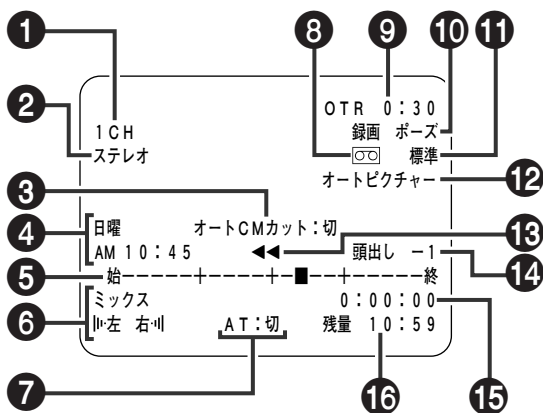 1 8 9 10 11
OTR 0:30
1CH 録画 ポーズ
2 ステレオ 標準
オートピクチャー 12
3
4 日曜 オートCMカット:切 13
AM 10:45 ◀◀ 頭出し -1 14
5 始------+------+-■--+------終
6 ミックス 0:00:00
左 右 AT:切 残量 10:59
7 16 15